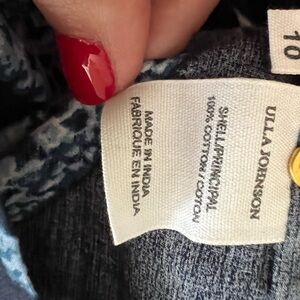 ULLA JOHNSON
SHELL/PRINCIPAL
100% COTTON / COTON
MADE IN INDIA
FABRIQUE EN INDIA
10